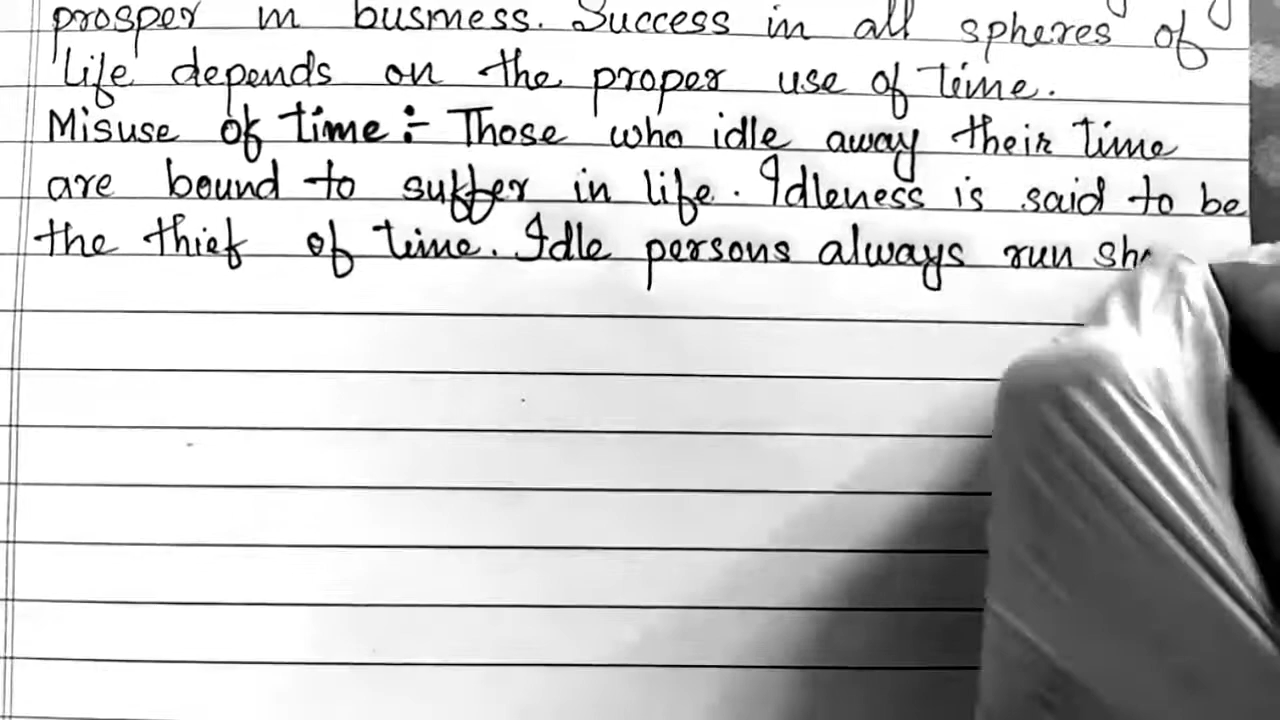 prosper in business. Success in all spheres of
'life' depends on the proper use of time.
Misuse of time :- Those who idle away their time
are bound to suffer in life. Idleness is said to be
the thief of time. Idle persons always run